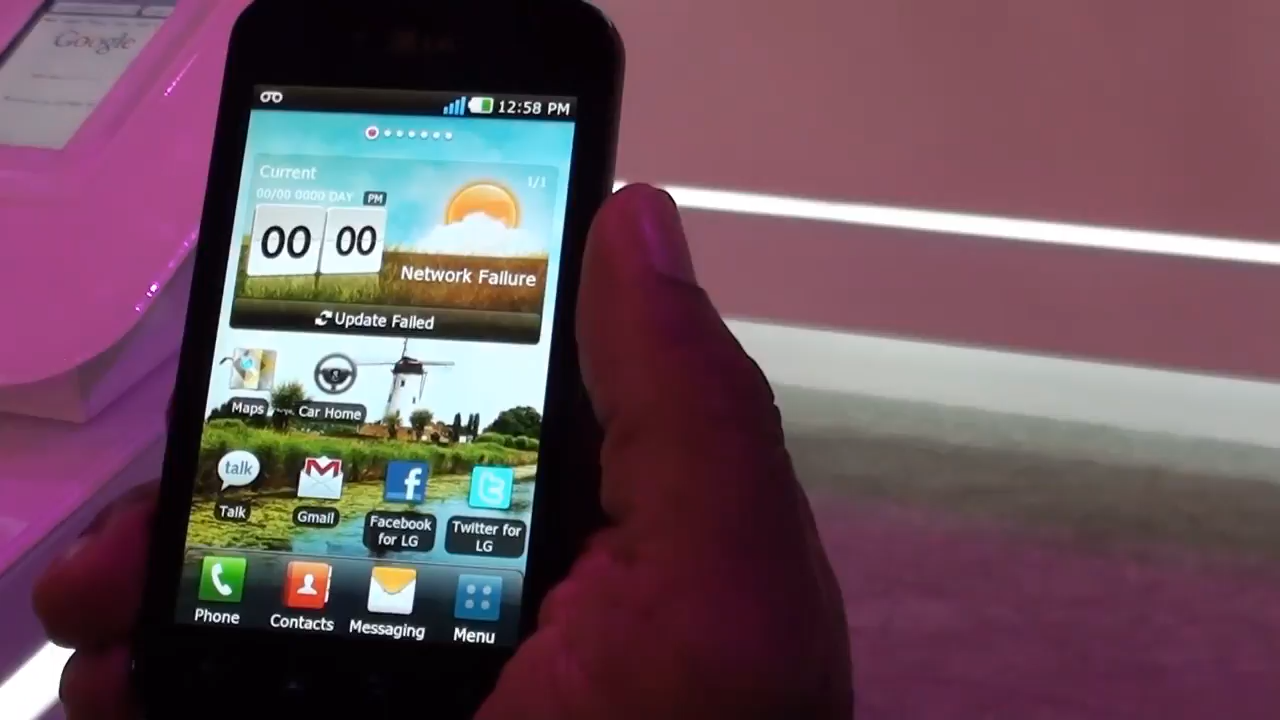 Google
12:58 PM
Current
1/1
00/00 0000 DAY PM
00 00
Network Failure
Update Failed
Maps
Car Home
talk
Talk
Gmail
Facebook for LG
Twitter for LG
Phone
Contacts
Messaging
Menu